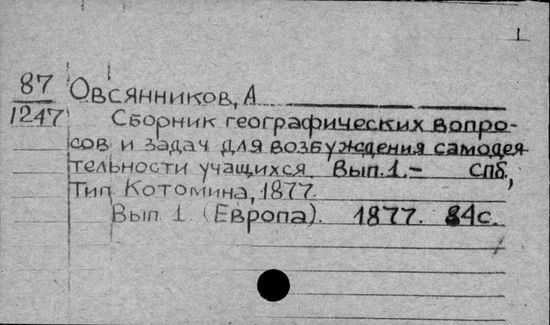 1
87 Овсянников, А
1247 Сборник географических вопро-
сов и задач для возбуждения самодея
тельности учащихся. Вып.1.- СПб.,
Тип. Котомина, 1877.
Вып. 1. (Европа). 1877. 84с.